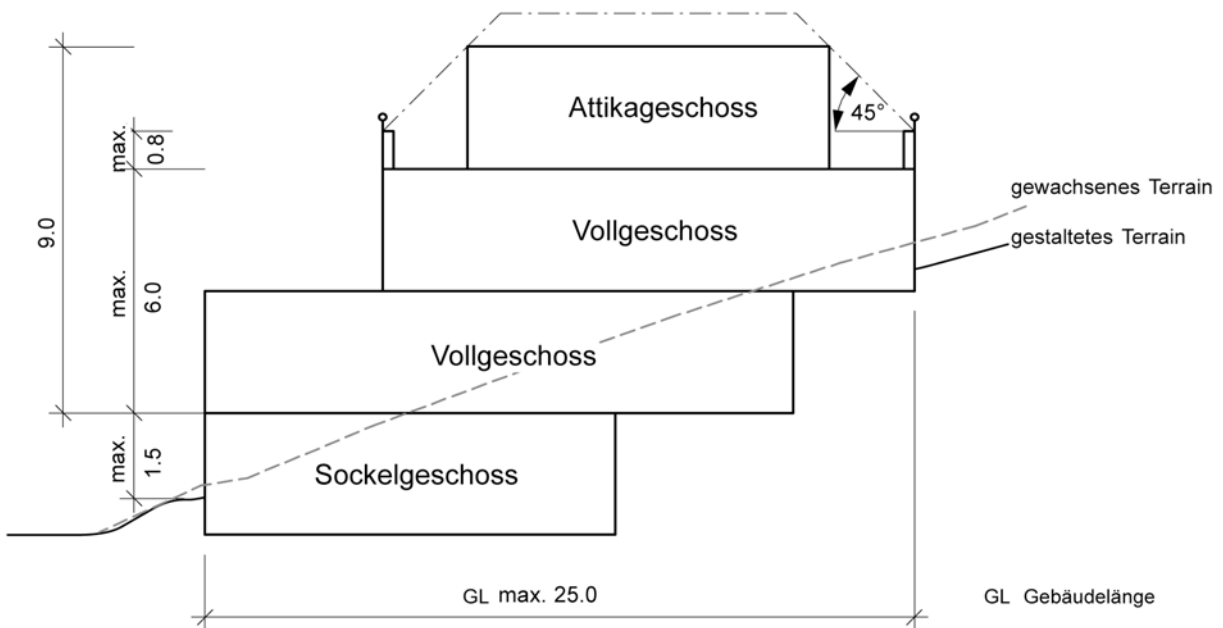 Attikageschoss
45°
max.
0.8
9.0
gewachsenes Terrain
Vollgeschoss
gestaltetes Terrain
max.
6.0
Vollgeschoss
max.
1.5
Sockelgeschoss
GL max. 25.0
GL Gebäudelänge